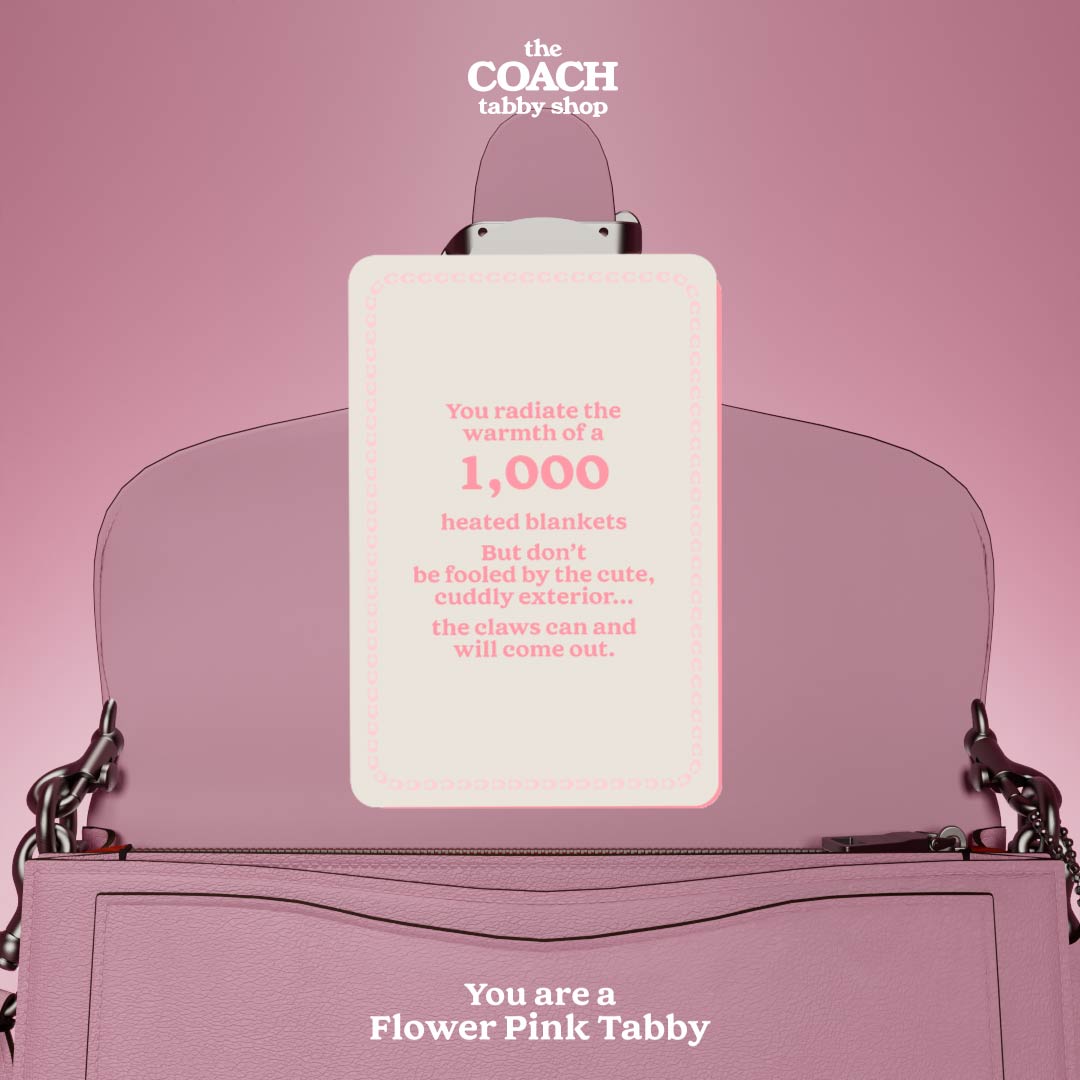 the
COACH
tabby shop
You radiate the
warmth of a
1,000
heated blankets
But don’t
be fooled by the cute,
cuddly exterior...
the claws can and
will come out.
You are a
Flower Pink Tabby